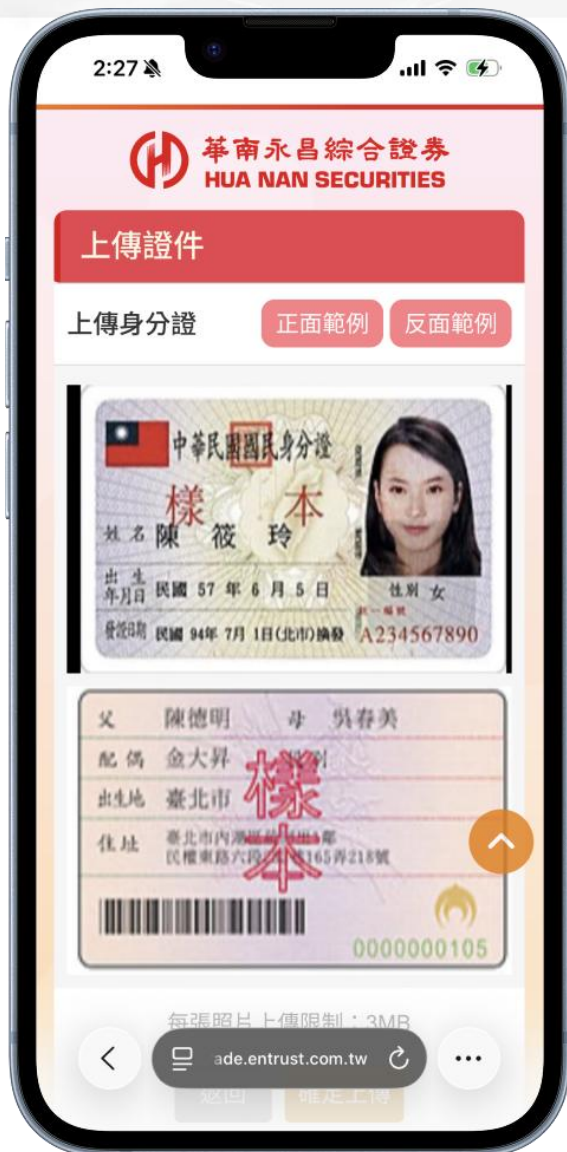 2:27
華南永昌綜合證券
HUA NAN SECURITIES
上傳證件
上傳身分證
正面範例
反面範例
中華民國國民身分證
樣 本
姓名 陳 筱 玲
出生年月日 民國 57 年 6 月 5 日
性別 女
發證日期 民國 94年 7月 1日(北市)換發
統一編號
A234567890
父 陳德明 母 吳春美
配偶 金大昇
樣本
出生地 臺北市
住址 臺北市內湖區
民權東路六段 165弄218號
0000000105
每張照片上傳限制:3MB
ade.entrust.com.tw
返回
確定上傳